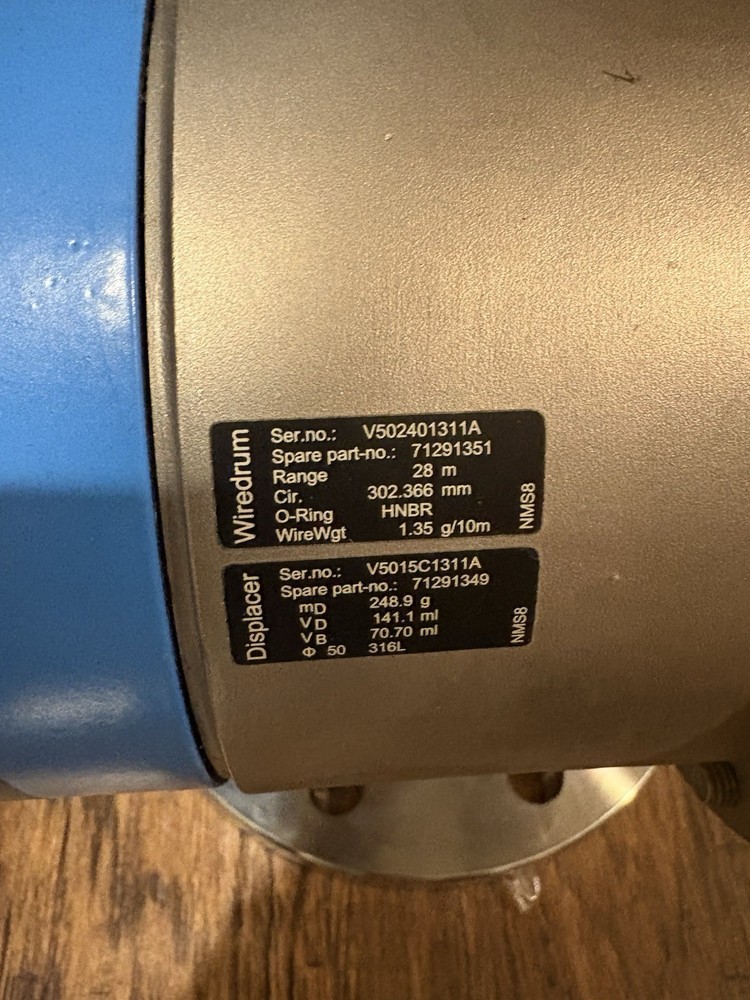 Wiredrum
Ser.no.: V502401311A
Spare part-no.: 71291351
Range 28 m
Cir. 302.366 mm
O-Ring HNBR
WireWgt 1.35 g/10m
NMS8
Displacer
Ser.no.: V5015C1311A
Spare part-no.: 71291349
mD 248.9 g
VD 141.1 ml
VB 70.70 ml
Φ 50 316L
NMS8